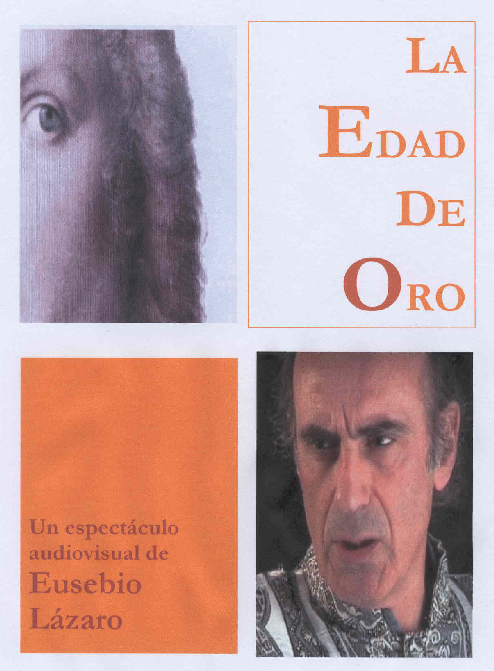 LA
EDAD
DE
ORO
Un espectáculo
audiovisual de
Eusebio
Lázaro